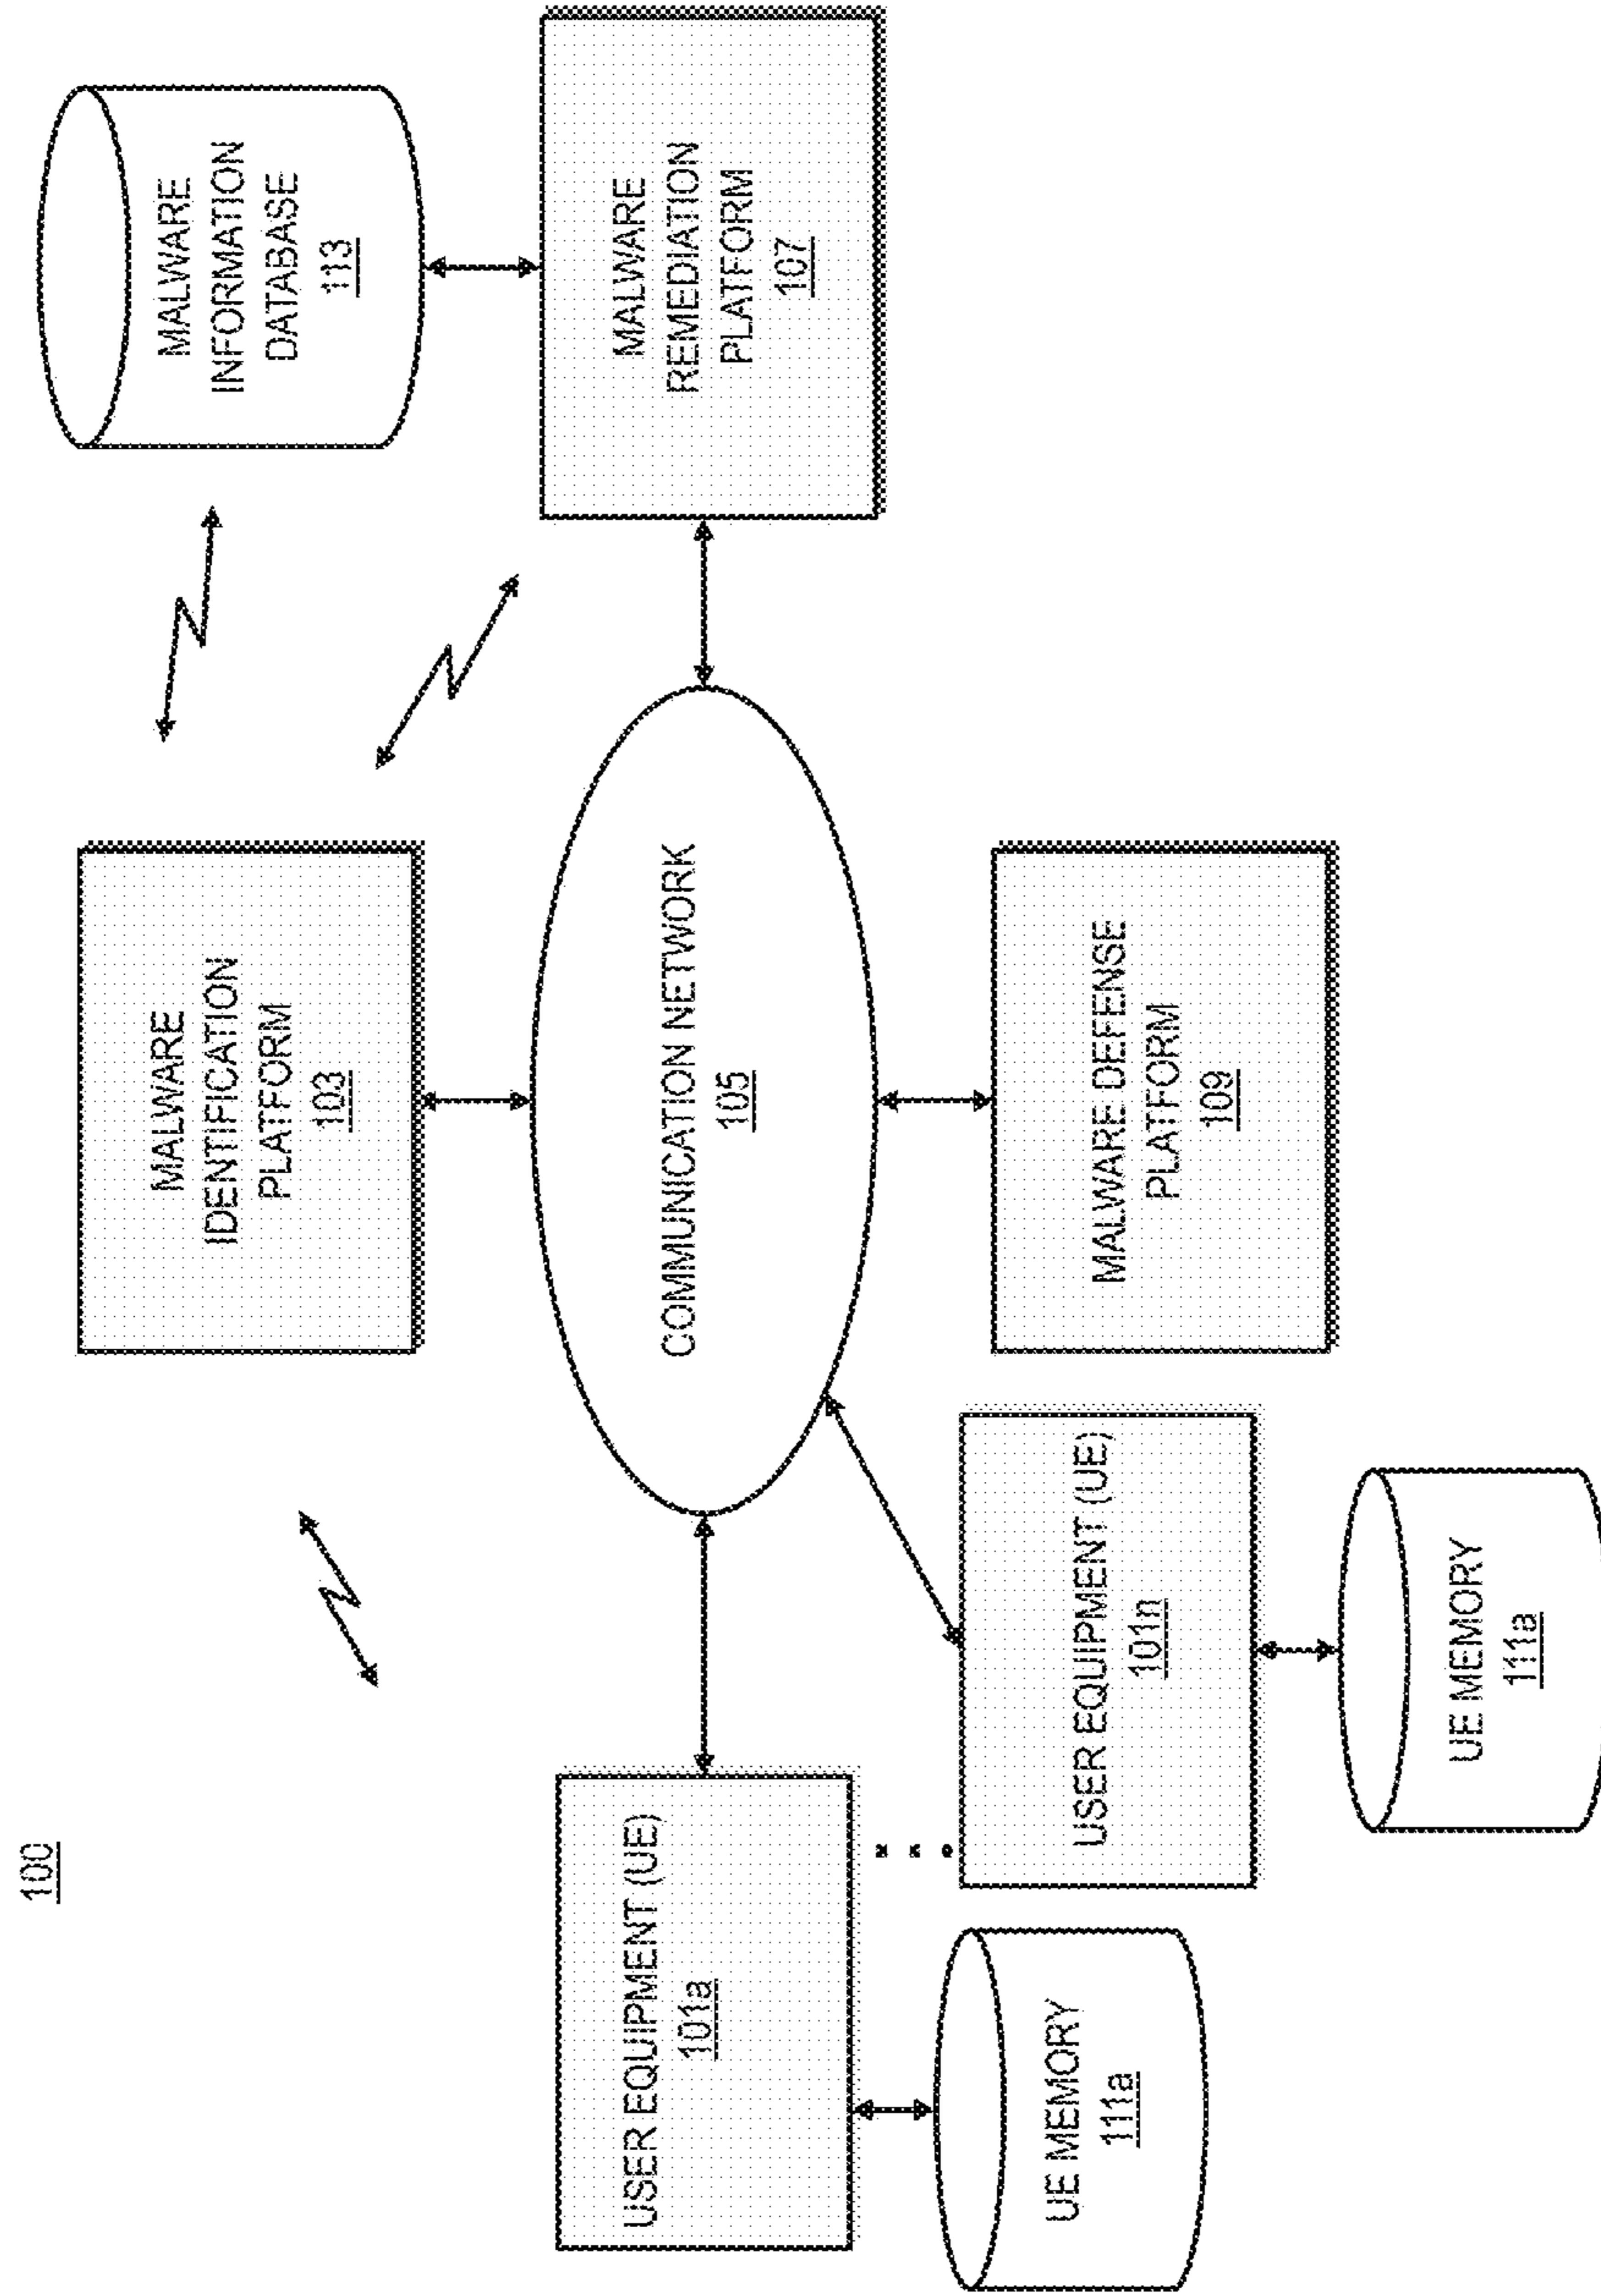 100
MALWARE
IDENTIFICATION
PLATFORM
103
MALWARE
INFORMATION
DATABASE
113
USER EQUIPMENT (UE)
101a
COMMUNICATION NETWORK
105
MALWARE
REMEDIATION
PLATFORM
107
UE MEMORY
111a
USER EQUIPMENT (UE)
101n
MALWARE DEFENSE
PLATFORM
109
UE MEMORY
111a